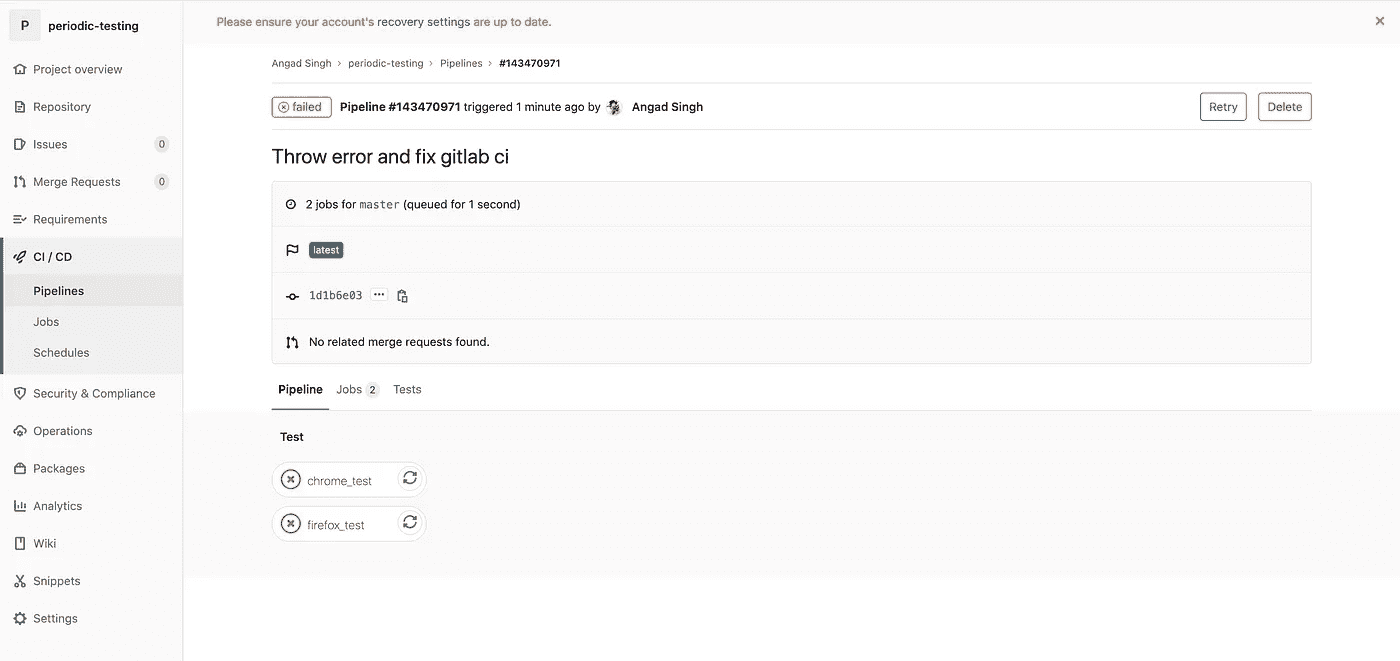 P periodic-testing
Project overview
Repository
Issues 0
Merge Requests 0
Requirements
CI / CD
Pipelines
Jobs
Schedules
Security & Compliance
Operations
Packages
Analytics
Wiki
Snippets
Settings
Please ensure your account's recovery settings are up to date.
Angad Singh › periodic-testing › Pipelines › #143470971
failed Pipeline #143470971 triggered 1 minute ago by Angad Singh Retry Delete
Throw error and fix gitlab ci
2 jobs for master (queued for 1 second)
latest
1d1b6e03 ...
No related merge requests found.
Pipeline Jobs 2 Tests
Test
chrome_test
firefox_test